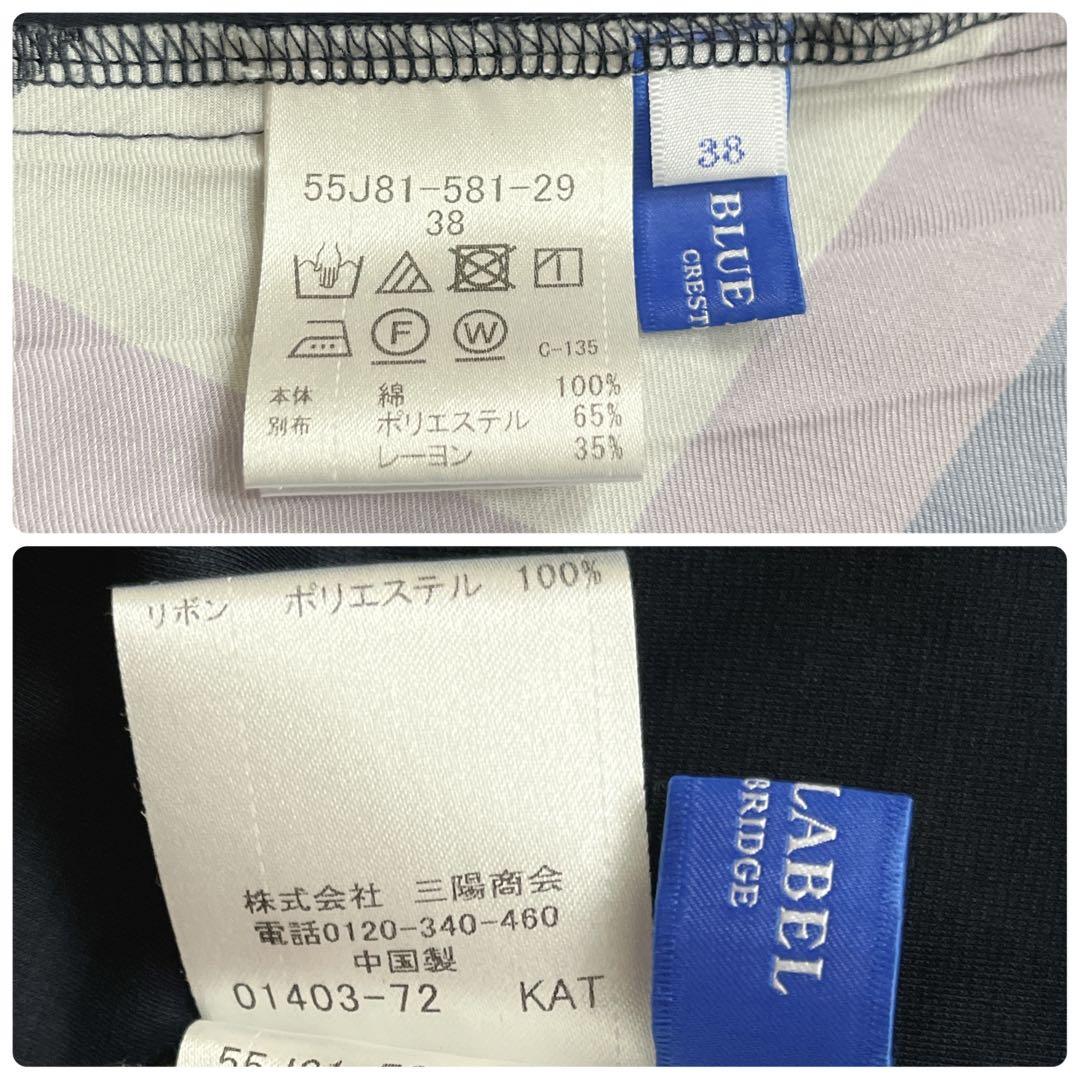 55J81-581-29
38
F
W
C-135
本体 綿 100%
別布 ポリエステル 65%
レーヨン 35%
38
BLUE
CREST
リボン ポリエステル 100%
株式会社 三陽商会
電話0120-340-460
中国製
01403-72 KAT
LABEL
BRIDGE